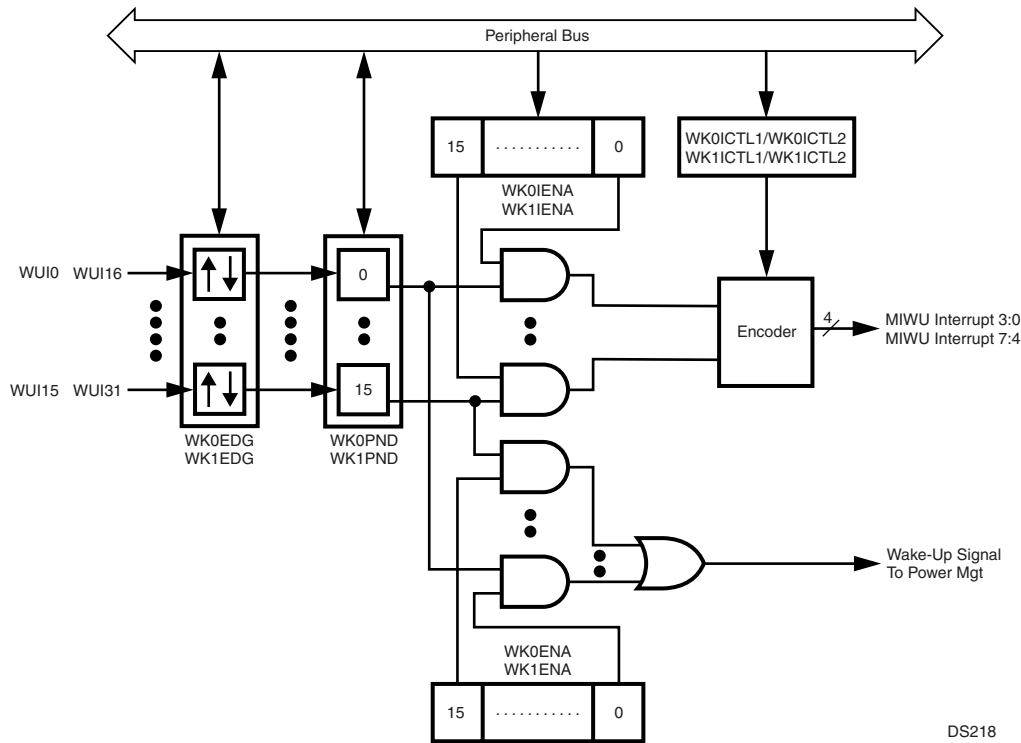 Peripheral Bus
15 ........... 0
WK0IENA
WK1IENA
WK0ICTL1/WK0ICTL2
WK1ICTL1/WK1ICTL2
WUI0 WUI16
0
Encoder
4
MIWU Interrupt 3:0
MIWU Interrupt 7:4
WUI15 WUI31
15
WK0EDG
WK1EDG
WK0PND
WK1PND
Wake-Up Signal
To Power Mgt
WK0ENA
WK1ENA
15 ........... 0
DS218